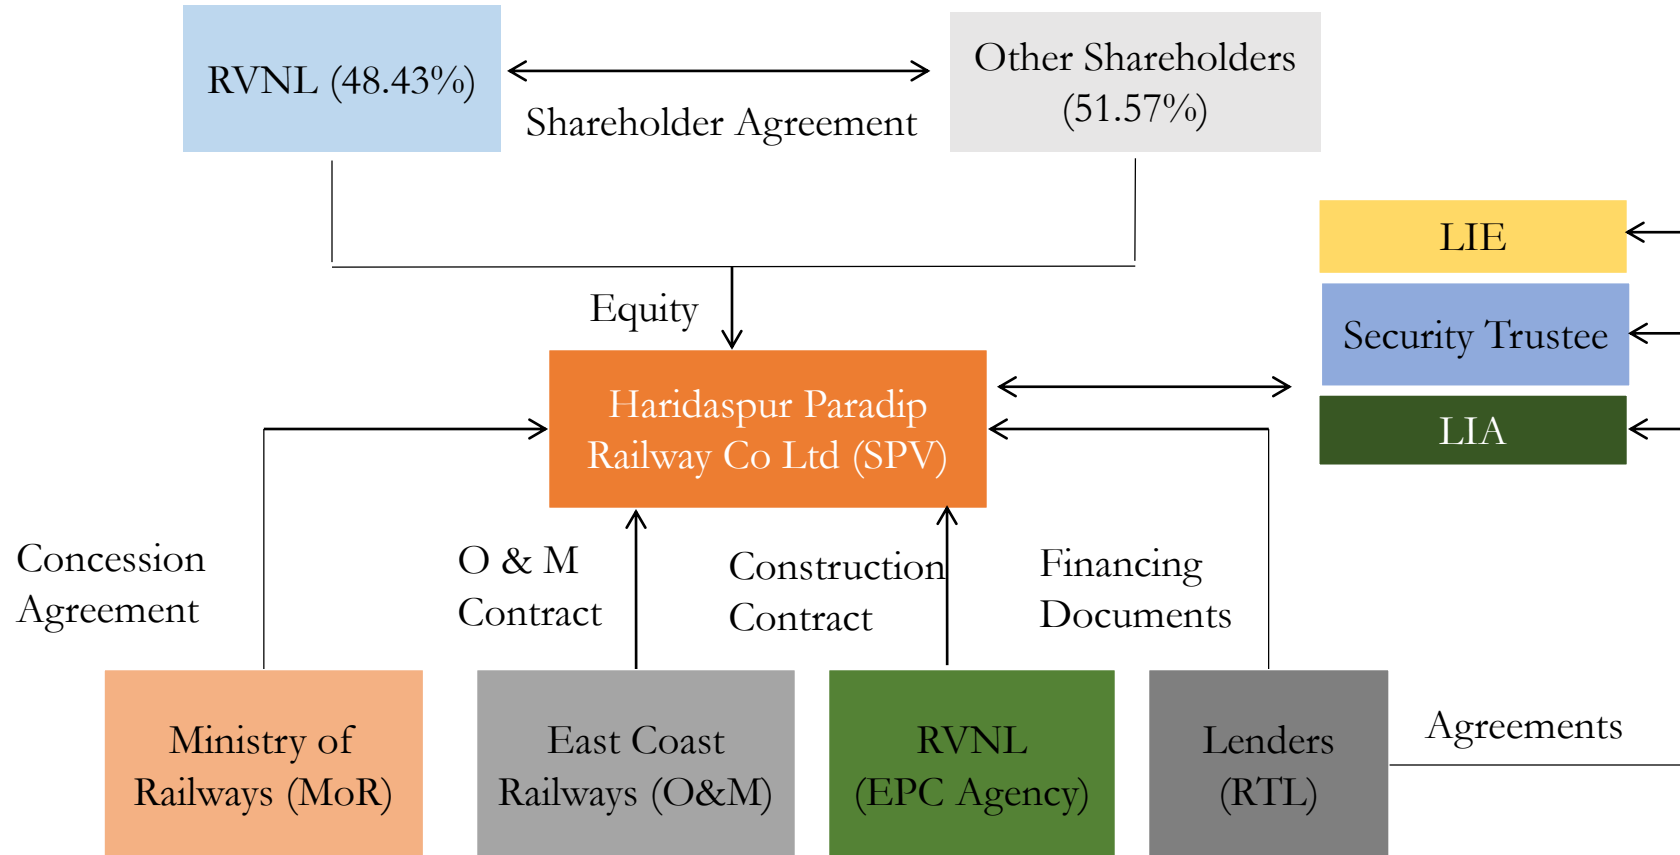 RVNL (48.43%)
Other Shareholders
(51.57%)
Shareholder Agreement
LIE
Equity
Security Trustee
Haridaspur Paradip
Railway Co Ltd (SPV)
LIA
Concession
Agreement
O & M
Contract
Construction
Contract
Financing
Documents
Ministry of
Railways (MoR)
East Coast
Railways (O&M)
RVNL
(EPC Agency)
Lenders
(RTL)
Agreements